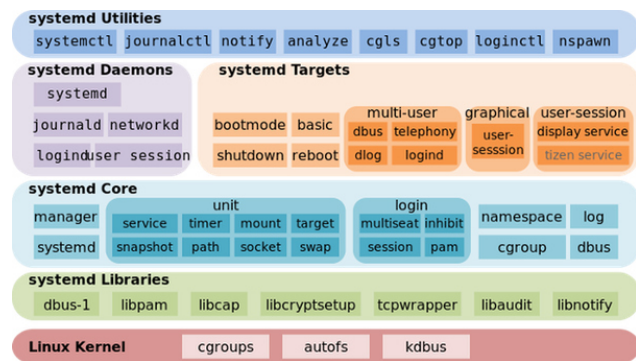 systemd Utilities
systemctl journalctl notify analyze cgls cgtop loginctl nspawn
systemd Daemons
systemd
journald networkd
logind user session
systemd Targets
bootmode basic
shutdown reboot
multi-user
dbus telephony
dlog logind
graphical
user-
sesssion
user-session
display service
tizen service
systemd Core
manager
systemd
unit
service timer mount target
snapshot path socket swap
login
multiseat inhibit
session pam
namespace log
cgroup dbus
systemd Libraries
dbus-1 libpam libcap libcryptsetup tcpwrapper libaudit libnotify
Linux Kernel cgroups autofs kdbus